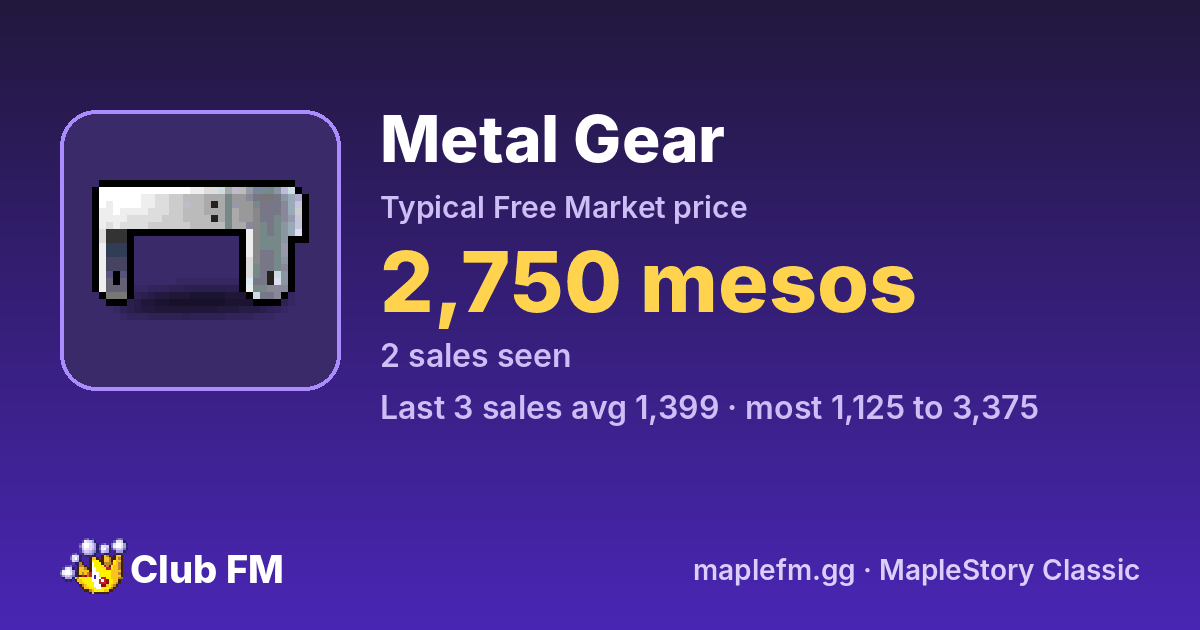 Metal Gear
Typical Free Market price
2,750 mesos
2 sales seen
Last 3 sales avg 1,399 · most 1,125 to 3,375
Club FM
maplefm.gg · MapleStory Classic